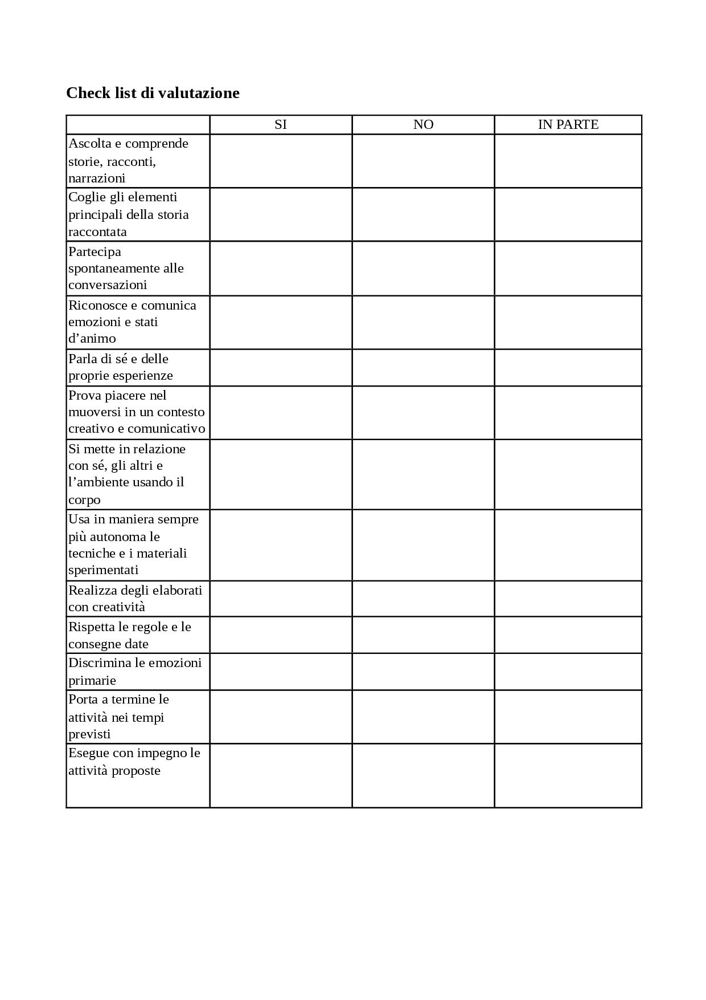 Check list di valutazione
SI NO IN PARTE
Ascolta e comprende
storie, racconti,
narrazioni
Coglie gli elementi
principali della storia
raccontata
Partecipa
spontaneamente alle
conversazioni
Riconosce e comunica
emozioni e stati
d’animo
Parla di sé e delle
proprie esperienze
Prova piacere nel
muoversi in un contesto
creativo e comunicativo
Si mette in relazione
con sé, gli altri e
l’ambiente usando il
corpo
Usa in maniera sempre
più autonoma le
tecniche e i materiali
sperimentati
Realizza degli elaborati
con creatività
Rispetta le regole e le
consegne date
Discrimina le emozioni
primarie
Porta a termine le
attività nei tempi
previsti
Esegue con impegno le
attività proposte